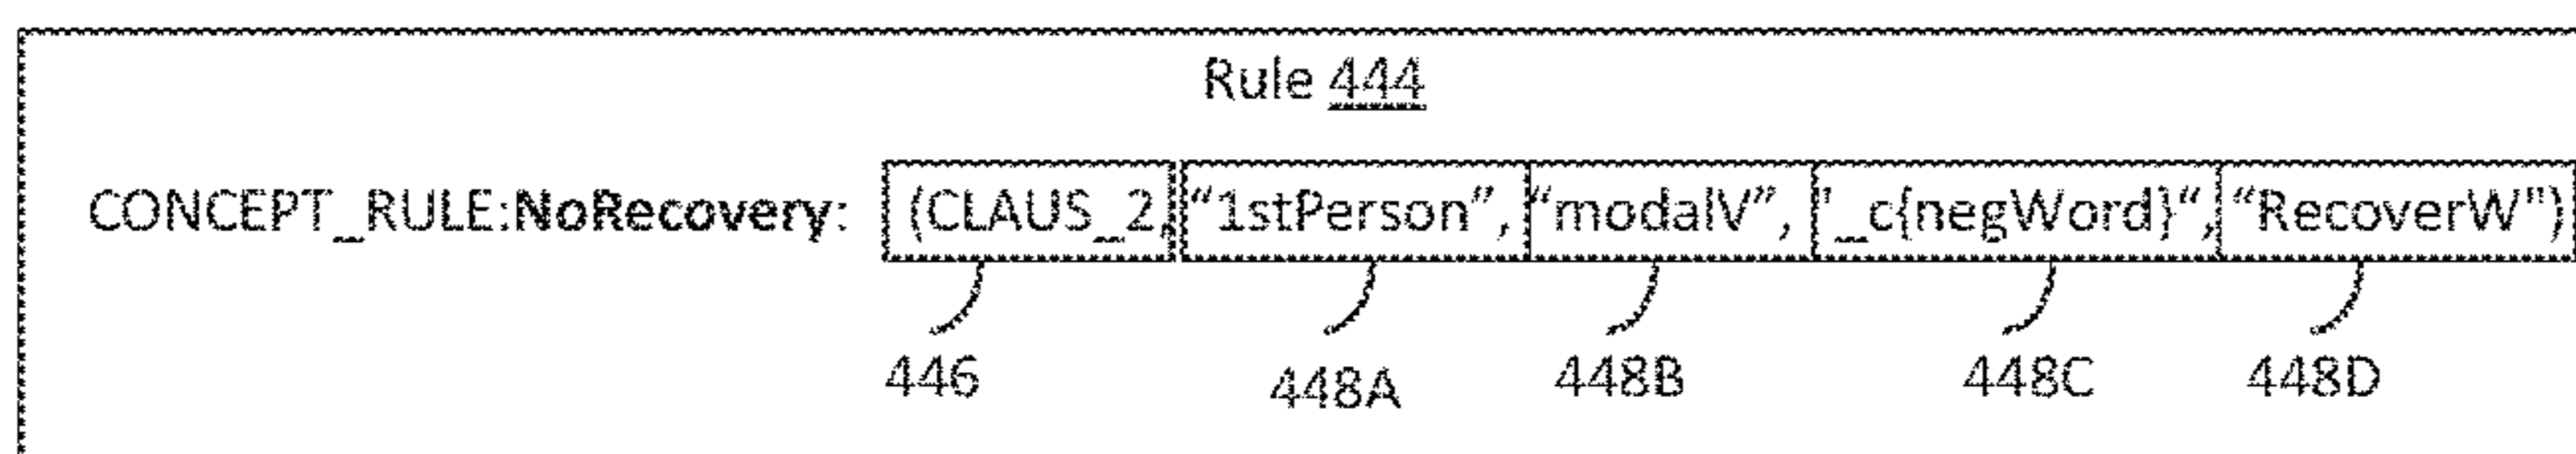 Rule 444
CONCEPT_RULE:NoRecovery: (CLAUS_2, “1stPerson”, “modalV”, "_c{negWord}“, “RecoverW")
446 448A 448B 448C 448D